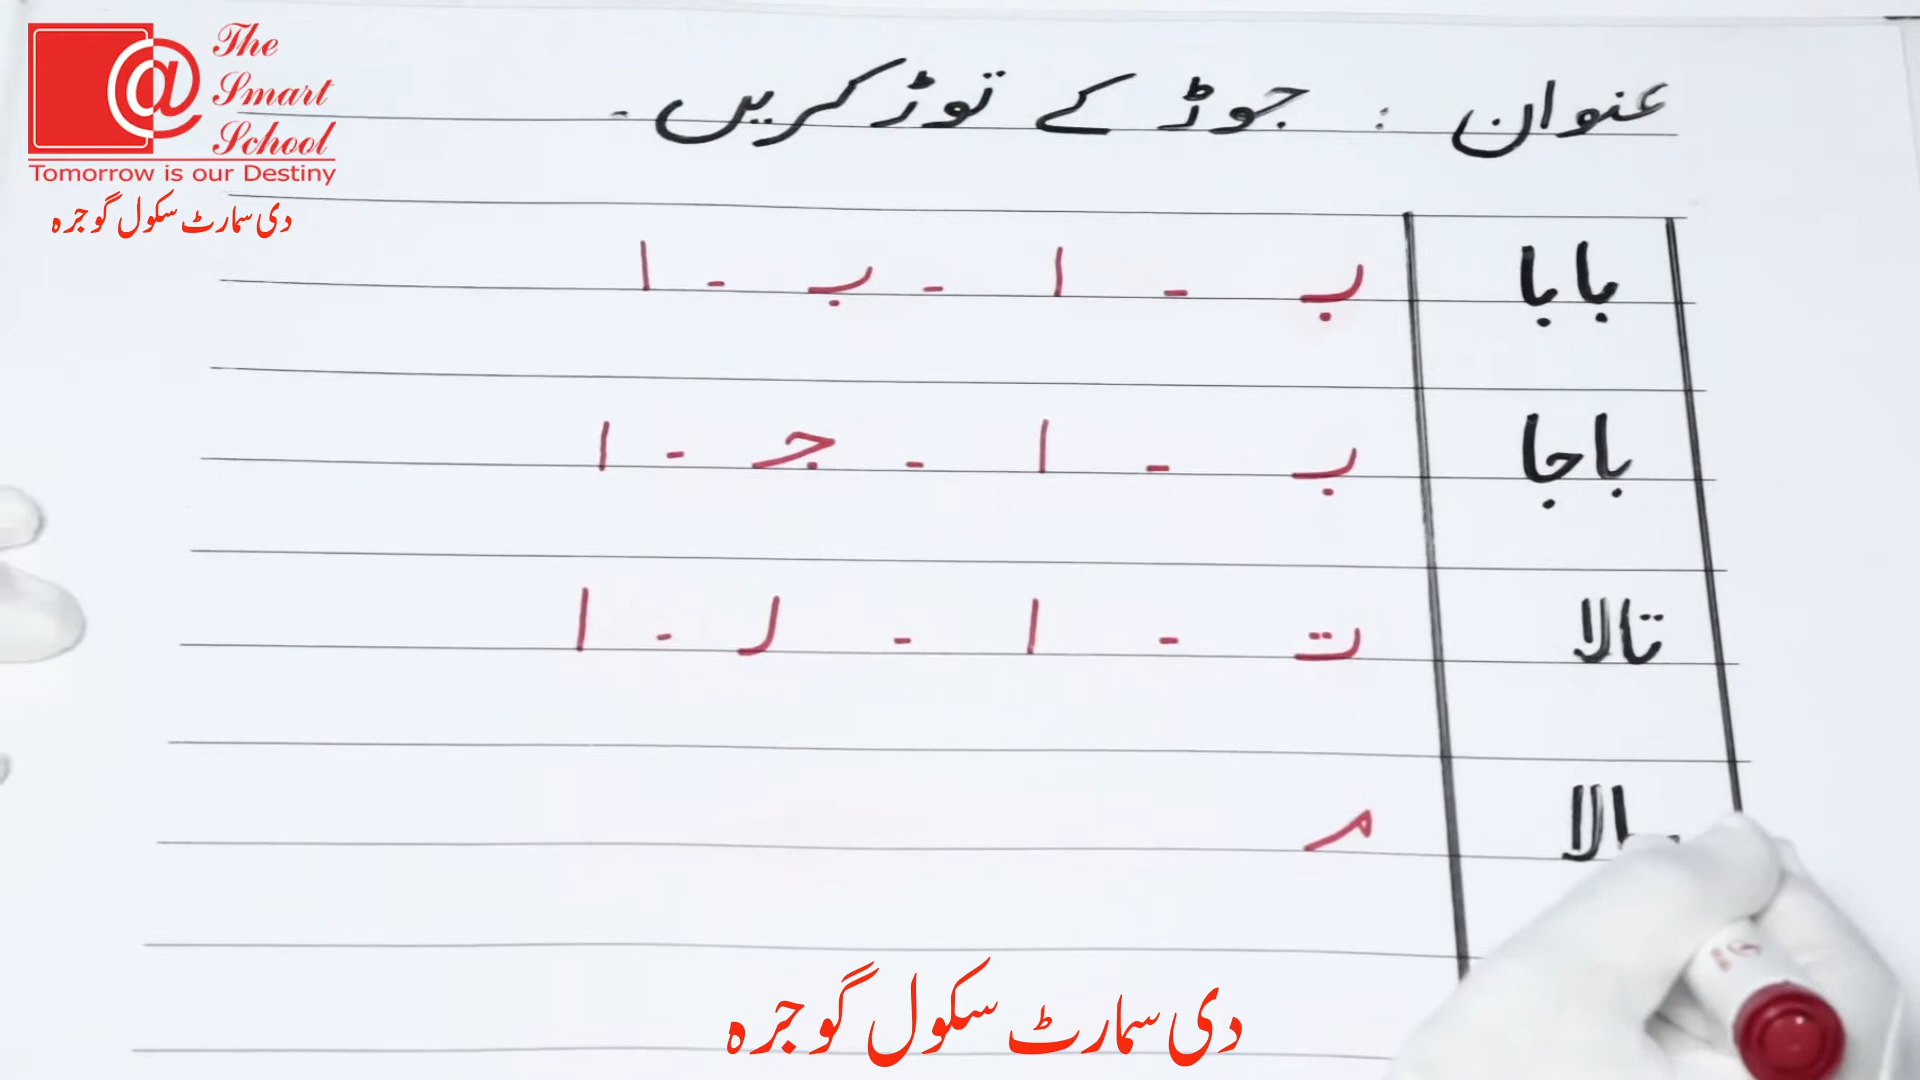 The
Smart
School
Tomorrow is our Destiny
دی سمارٹ سکول گوجرہ
عنوان : جوڑ کے توڑ کریں۔
بابا ب - ا - ب - ا
باجا ب - ا - ج - ا
تالا ت - ا - ل - ا
م
دی سمارٹ سکول گوجرہ